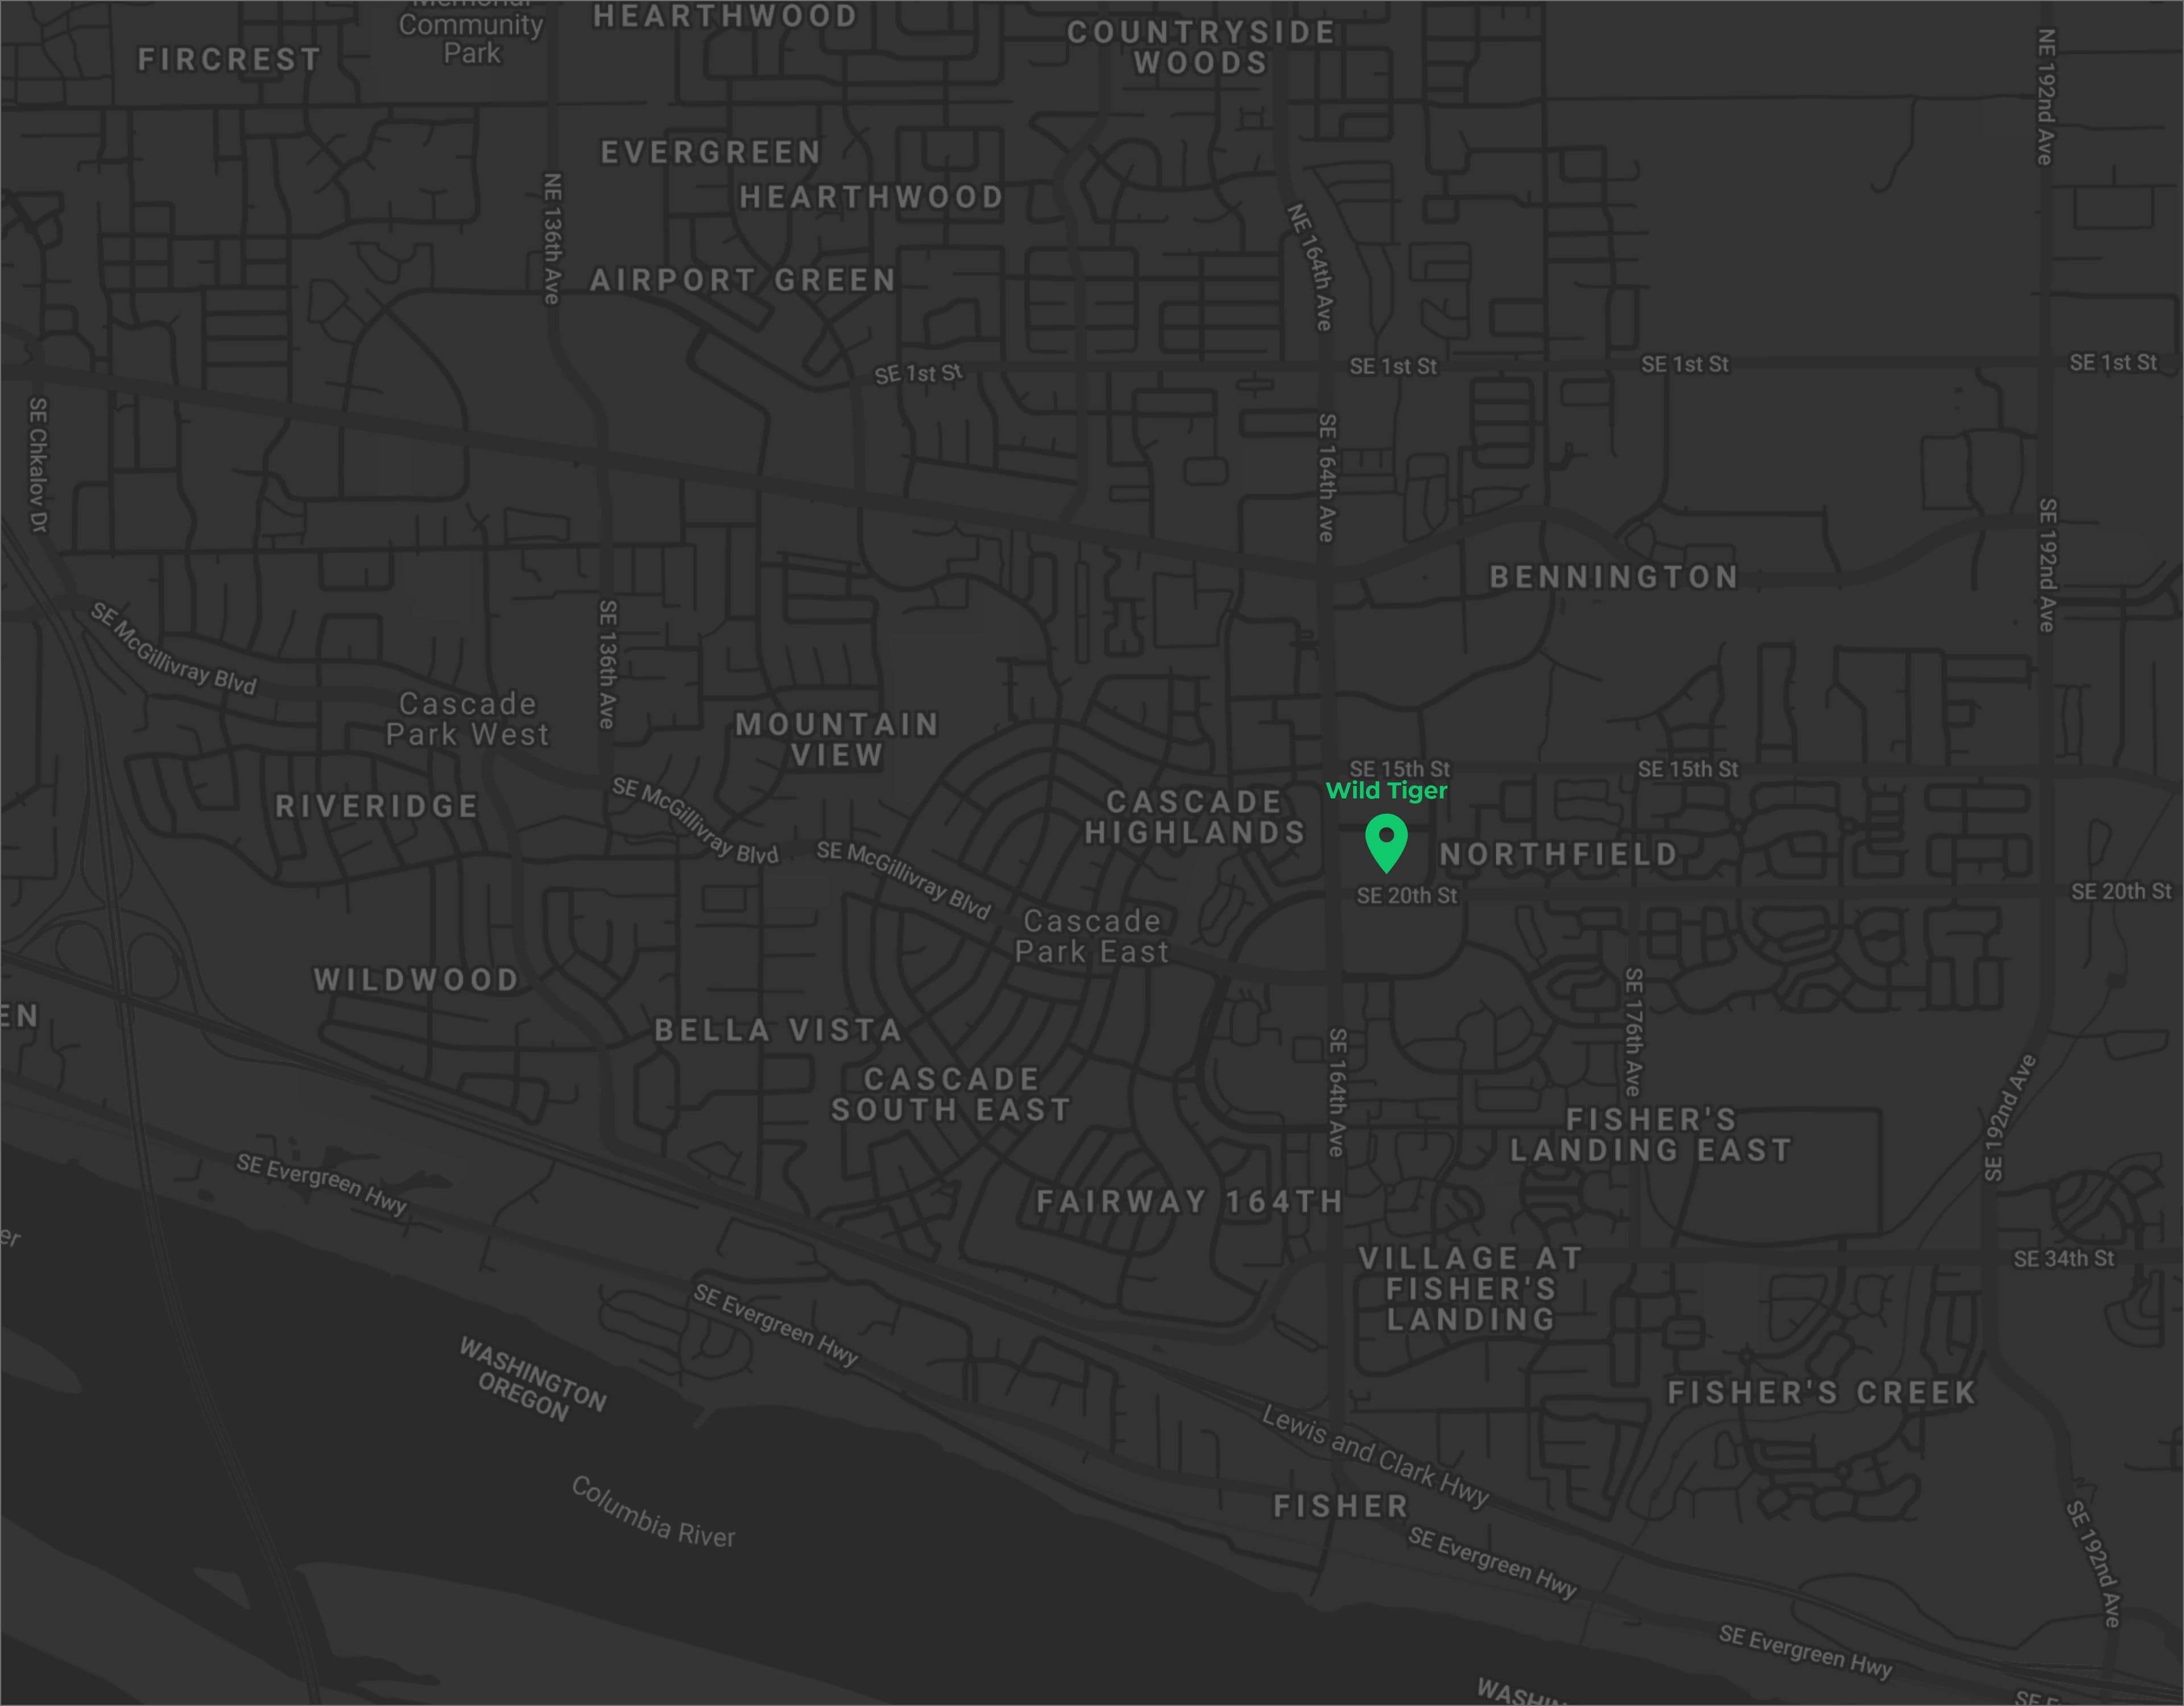 Memorial
Community
Park
HEARTHWOOD
COUNTRYSIDE
WOODS
FIRCREST
NE 192nd Ave
EVERGREEN
HEARTHWOOD
NE 136th Ave
NE 164th Ave
AIRPORT GREEN
SE 1st St
SE 1st St
SE 1st St
SE 1st St
SE Chkalov Dr
SE 164th Ave
SE 192nd Ave
BENNINGTON
SE McGillivray Blvd
SE 136th Ave
Cascade
Park West
MOUNTAIN
VIEW
SE 15th St
SE 15th St
Wild Tiger
RIVERIDGE
SE McGillivray Blvd
CASCADE
HIGHLANDS
SE McGillivray Blvd
NORTHFIELD
SE 20th St
SE 20th St
Cascade
Park East
WILDWOOD
EN
BELLA VISTA
SE 176th Ave
SE 164th Ave
CASCADE
SOUTH EAST
SE 192nd Ave
FISHER'S
LANDING EAST
SE Evergreen Hwy
FAIRWAY 164TH
er
VILLAGE AT
FISHER'S
LANDING
SE 34th St
SE Evergreen Hwy
WASHINGTON
OREGON
FISHER'S CREEK
Lewis and Clark Hwy
Columbia River
FISHER
SE Evergreen Hwy
SE 192nd Ave
SE Evergreen Hwy
WASHIN
SE E